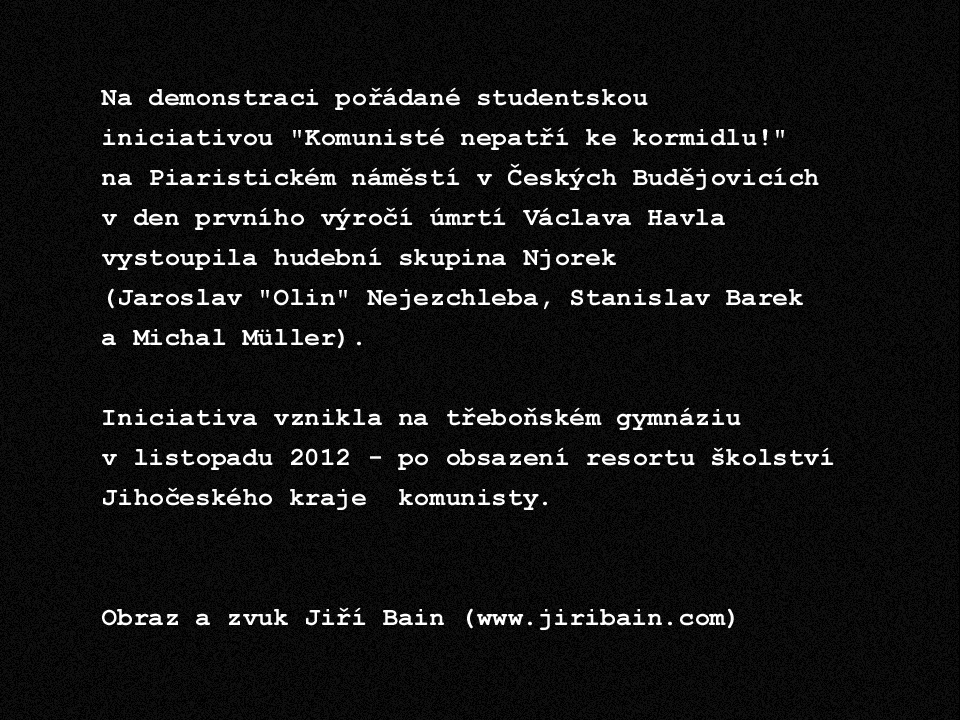 Na demonstraci pořádané studentskou
iniciativou "Komunisté nepatří ke kormidlu!"
na Piaristickém náměstí v Českých Budějovicích
v den prvního výročí úmrtí Václava Havla
vystoupila hudební skupina Njorek
(Jaroslav "Olin" Nejezchleba, Stanislav Barek
a Michal Müller).
Iniciativa vznikla na třeboňském gymnáziu
v listopadu 2012 - po obsazení resortu školství
Jihočeského kraje  komunisty.
Obraz a zvuk Jiří Bain (www.jiribain.com)